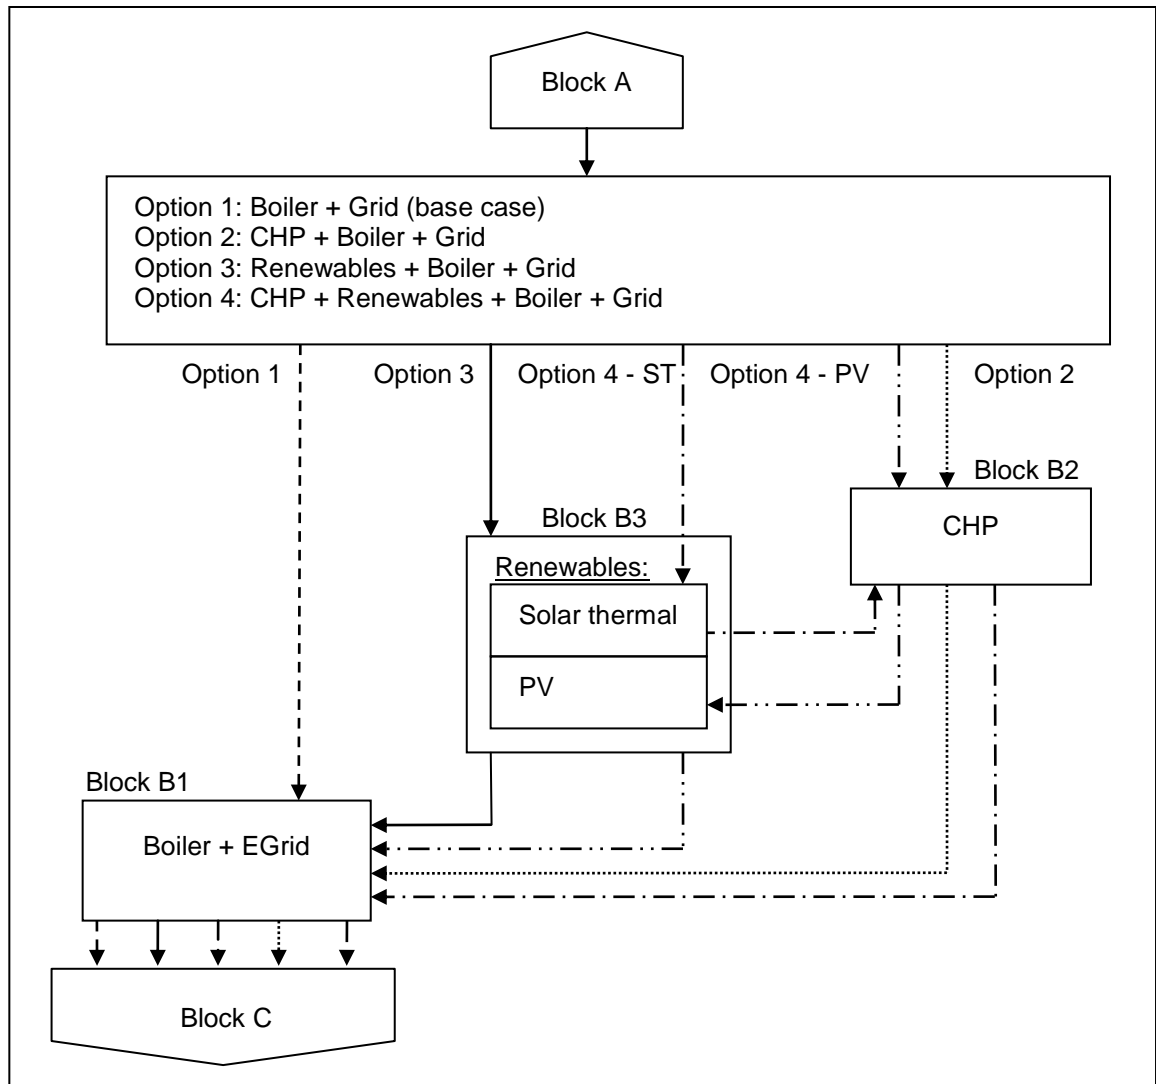 Block A
Option 1: Boiler + Grid (base case)
Option 2: CHP + Boiler + Grid
Option 3: Renewables + Boiler + Grid
Option 4: CHP + Renewables + Boiler + Grid
Option 1
Option 3
Option 4 - ST
Option 4 - PV
Option 2
Block B2
CHP
Block B3
Renewables:
Solar thermal
PV
Block B1
Boiler + EGrid
Block C